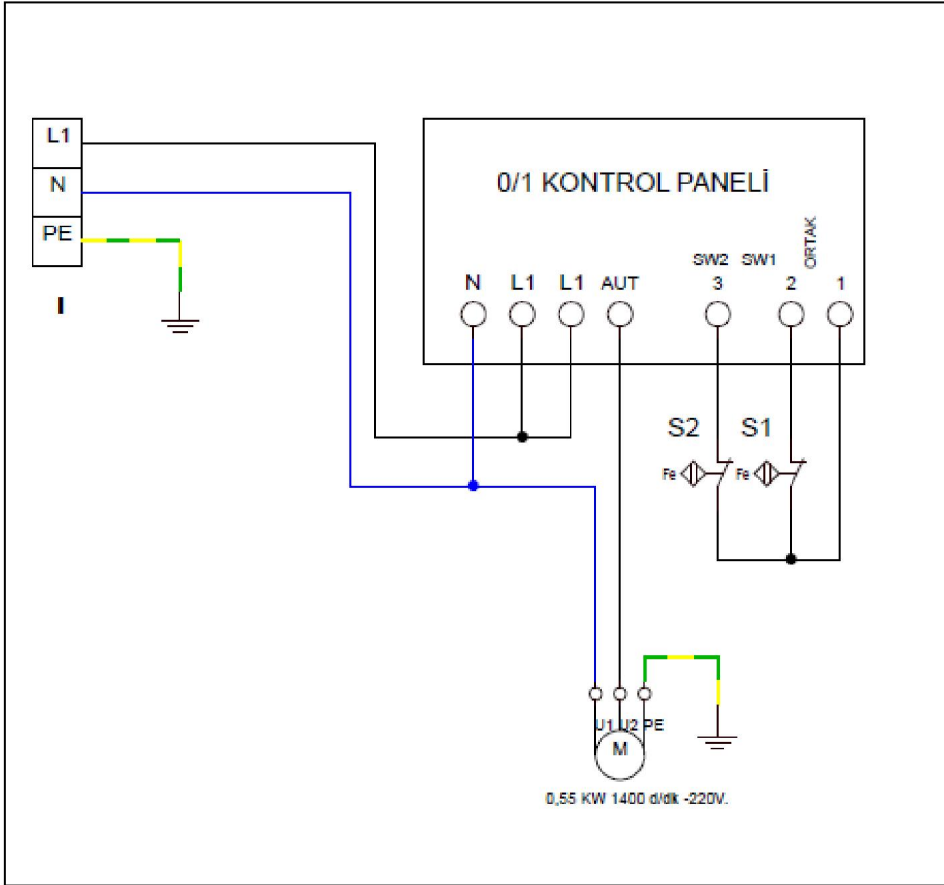 L1
N
PE
I
0/1 KONTROL PANELİ
ORTAK
SW2 SW1
N L1 L1 AUT 3 2 1
S2 S1
Fe Fe
U1 U2 PE
M
0,55 KW 1400 d/dk -220V.